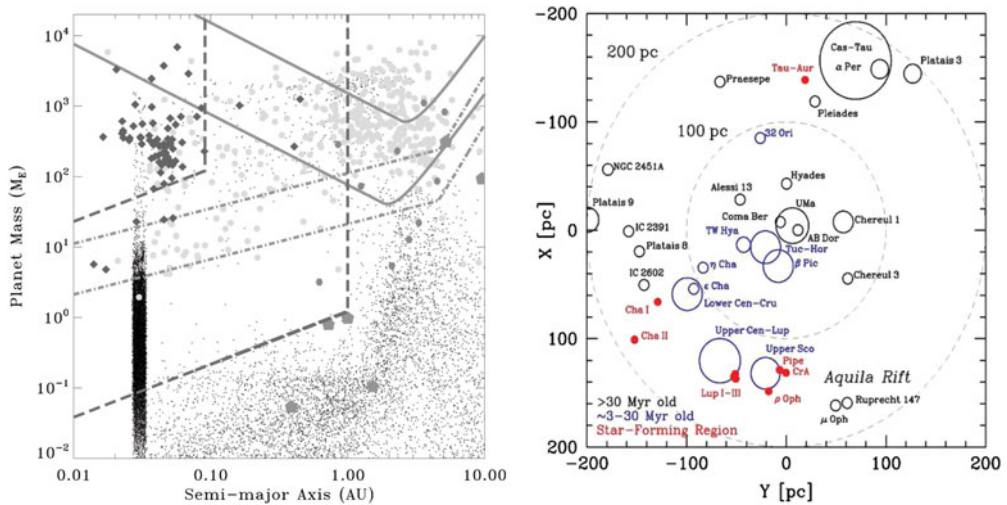 Planet Mass (M_E)
10⁴
10³
10²
10¹
10⁰
10⁻¹
10⁻²
0.01
0.10
1.00
10.00
Semi-major Axis (AU)
X [pc]
-200
-100
0
100
200
200 pc
Cas-Tau
α Per
Platais 3
Tau-Aur
Praesepe
Pleiades
100 pc
32 Ori
NGC 2451A
Hyades
Alessi 13
UMa
Platais 9
Coma Ber
Chereul 1
IC 2391
TW Hya
AB Dor
Platais 8
Tuc-Hor
η Cha
β Pic
IC 2602
ε Cha
Chereul 3
Cha I
Lower Cen-Cru
Cha II
Upper Cen-Lup
Upper Sco
Pipe
CrA
Aquila Rift
Lup I-III
ρ Oph
Ruprecht 147
μ Oph
>30 Myr old
~3-30 Myr old
Star-Forming Region
-200
-100
0
100
200
Y [pc]